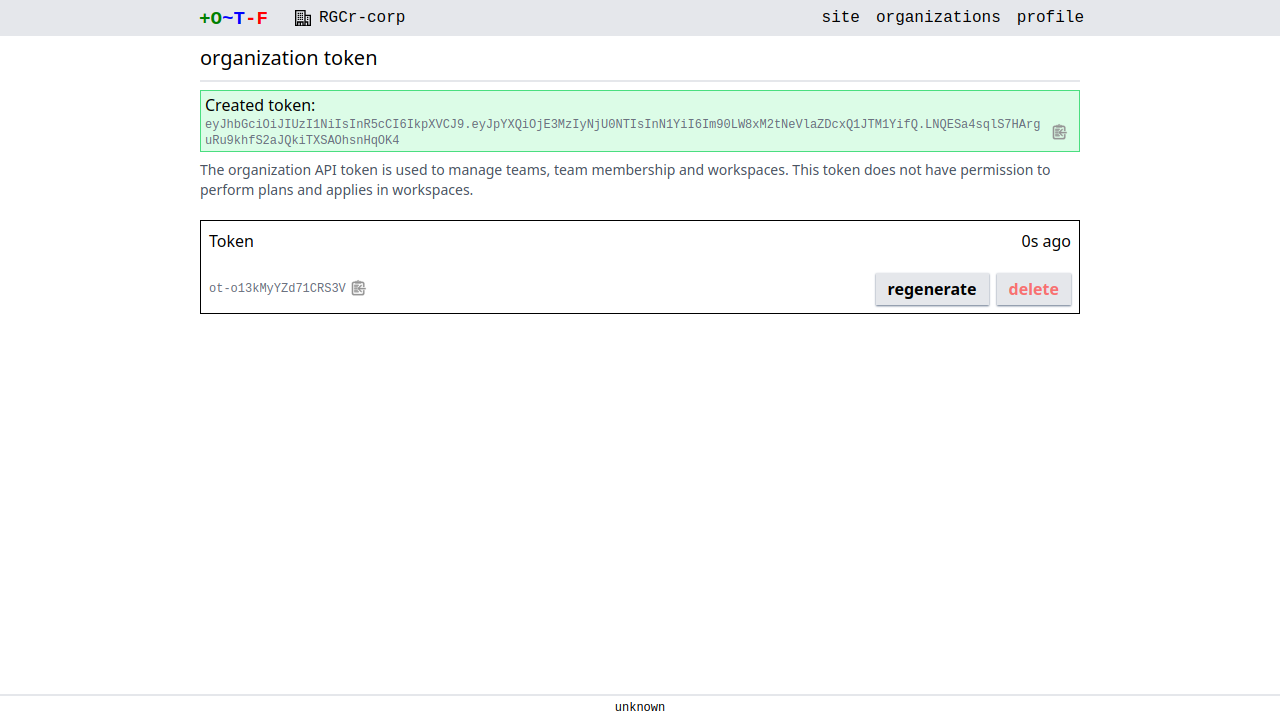 +O~T-F RGCr-corp site organizations profile
organization token
Created token:
eyJhbGciOiJIUzI1NiIsInR5cCI6IkpXVCJ9.eyJpYXQiOjE3MzIyNjU0NTIsInN1YiI6Im90LW8xM2tNeVlaZDcxQ1JTM1YifQ.LNQESa4sqlS7HArg
uRu9khfS2aJQkiTXSAOhsnHqOK4
The organization API token is used to manage teams, team membership and workspaces. This token does not have permission to
perform plans and applies in workspaces.
Token 0s ago
ot-o13kMyYZd71CRS3V regenerate delete
unknown